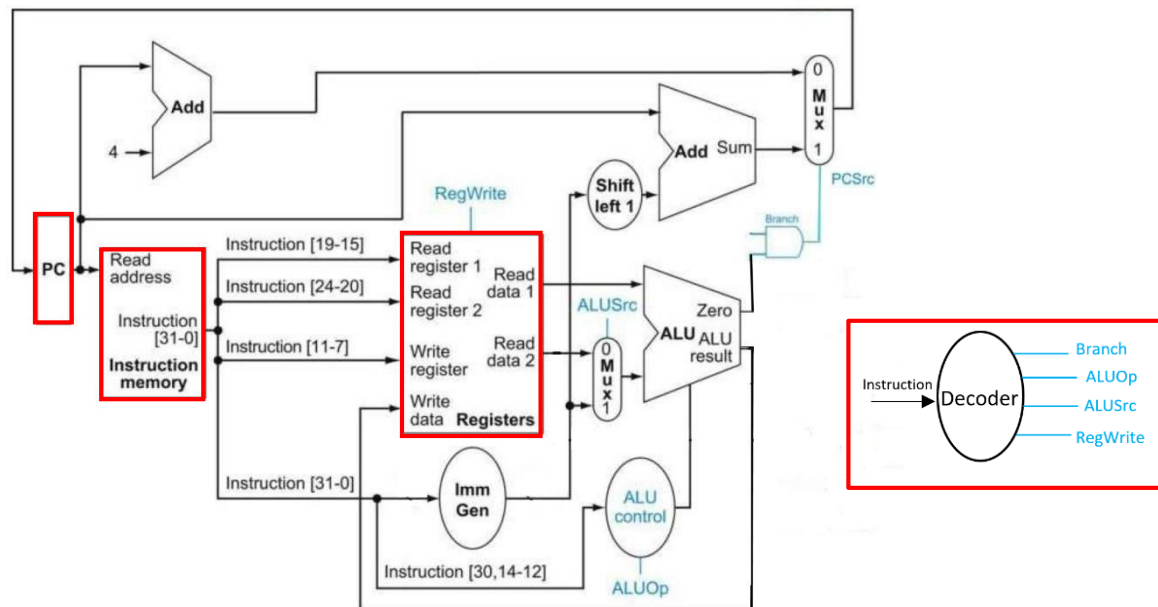 Add
4
0
Mux
1
Add Sum
Shift
left 1
PCSrc
RegWrite
Branch
PC
Read
address
Instruction
[31-0]
Instruction
memory
Instruction [19-15]
Instruction [24-20]
Instruction [11-7]
Read
register 1
Read
register 2
Write
register
Write
data
Read
data 1
Read
data 2
Registers
ALUSrc
0
Mux
1
Zero
ALU ALU
result
Instruction [31-0]
Imm
Gen
ALU
control
Instruction [30,14-12]
ALUOp
Instruction
Decoder
Branch
ALUOp
ALUSrc
RegWrite